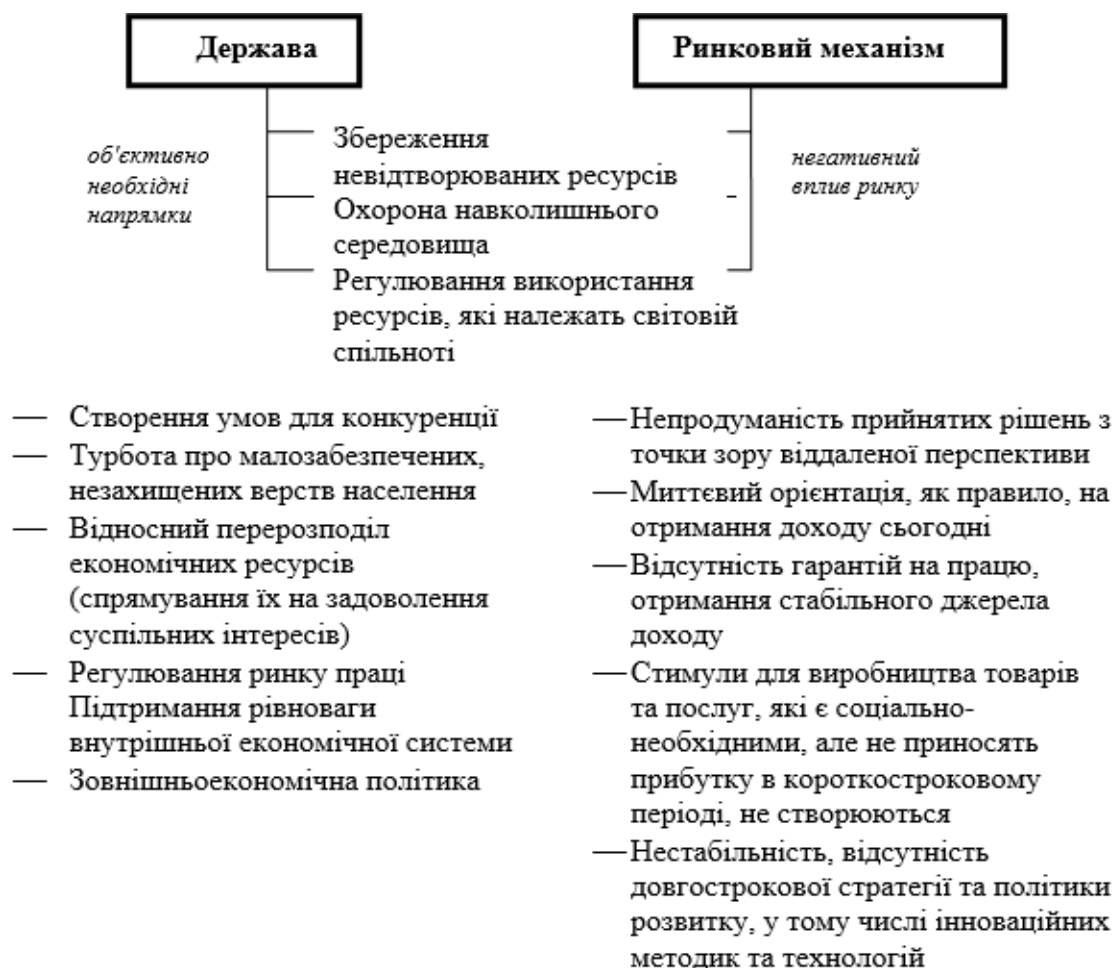 Держава
Ринковий механізм
об'єктивно
необхідні
напрямки
Збереження
невідтворюваних ресурсів
Охорона навколишнього
середовища
Регулювання використання
ресурсів, які належать світовій
спільноті
негативний
вплив ринку
— Створення умов для конкуренції
— Турбота про малозабезпечених,
незахищених верств населення
— Відносний перерозподіл
економічних ресурсів
(спрямування їх на задоволення
суспільних інтересів)
— Регулювання ринку праці
Підтримання рівноваги
внутрішньої економічної системи
— Зовнішньоекономічна політика
— Непродуманість прийнятих рішень з
точки зору віддаленої перспективи
— Миттєвий орієнтація, як правило, на
отримання доходу сьогодні
— Відсутність гарантій на працю,
отримання стабільного джерела
доходу
— Стимули для виробництва товарів
та послуг, які є соціально-
необхідними, але не приносять
прибутку в короткостроковому
періоді, не створюються
— Нестабільність, відсутність
довгострокової стратегії та політики
розвитку, у тому числі інноваційних
методик та технологій